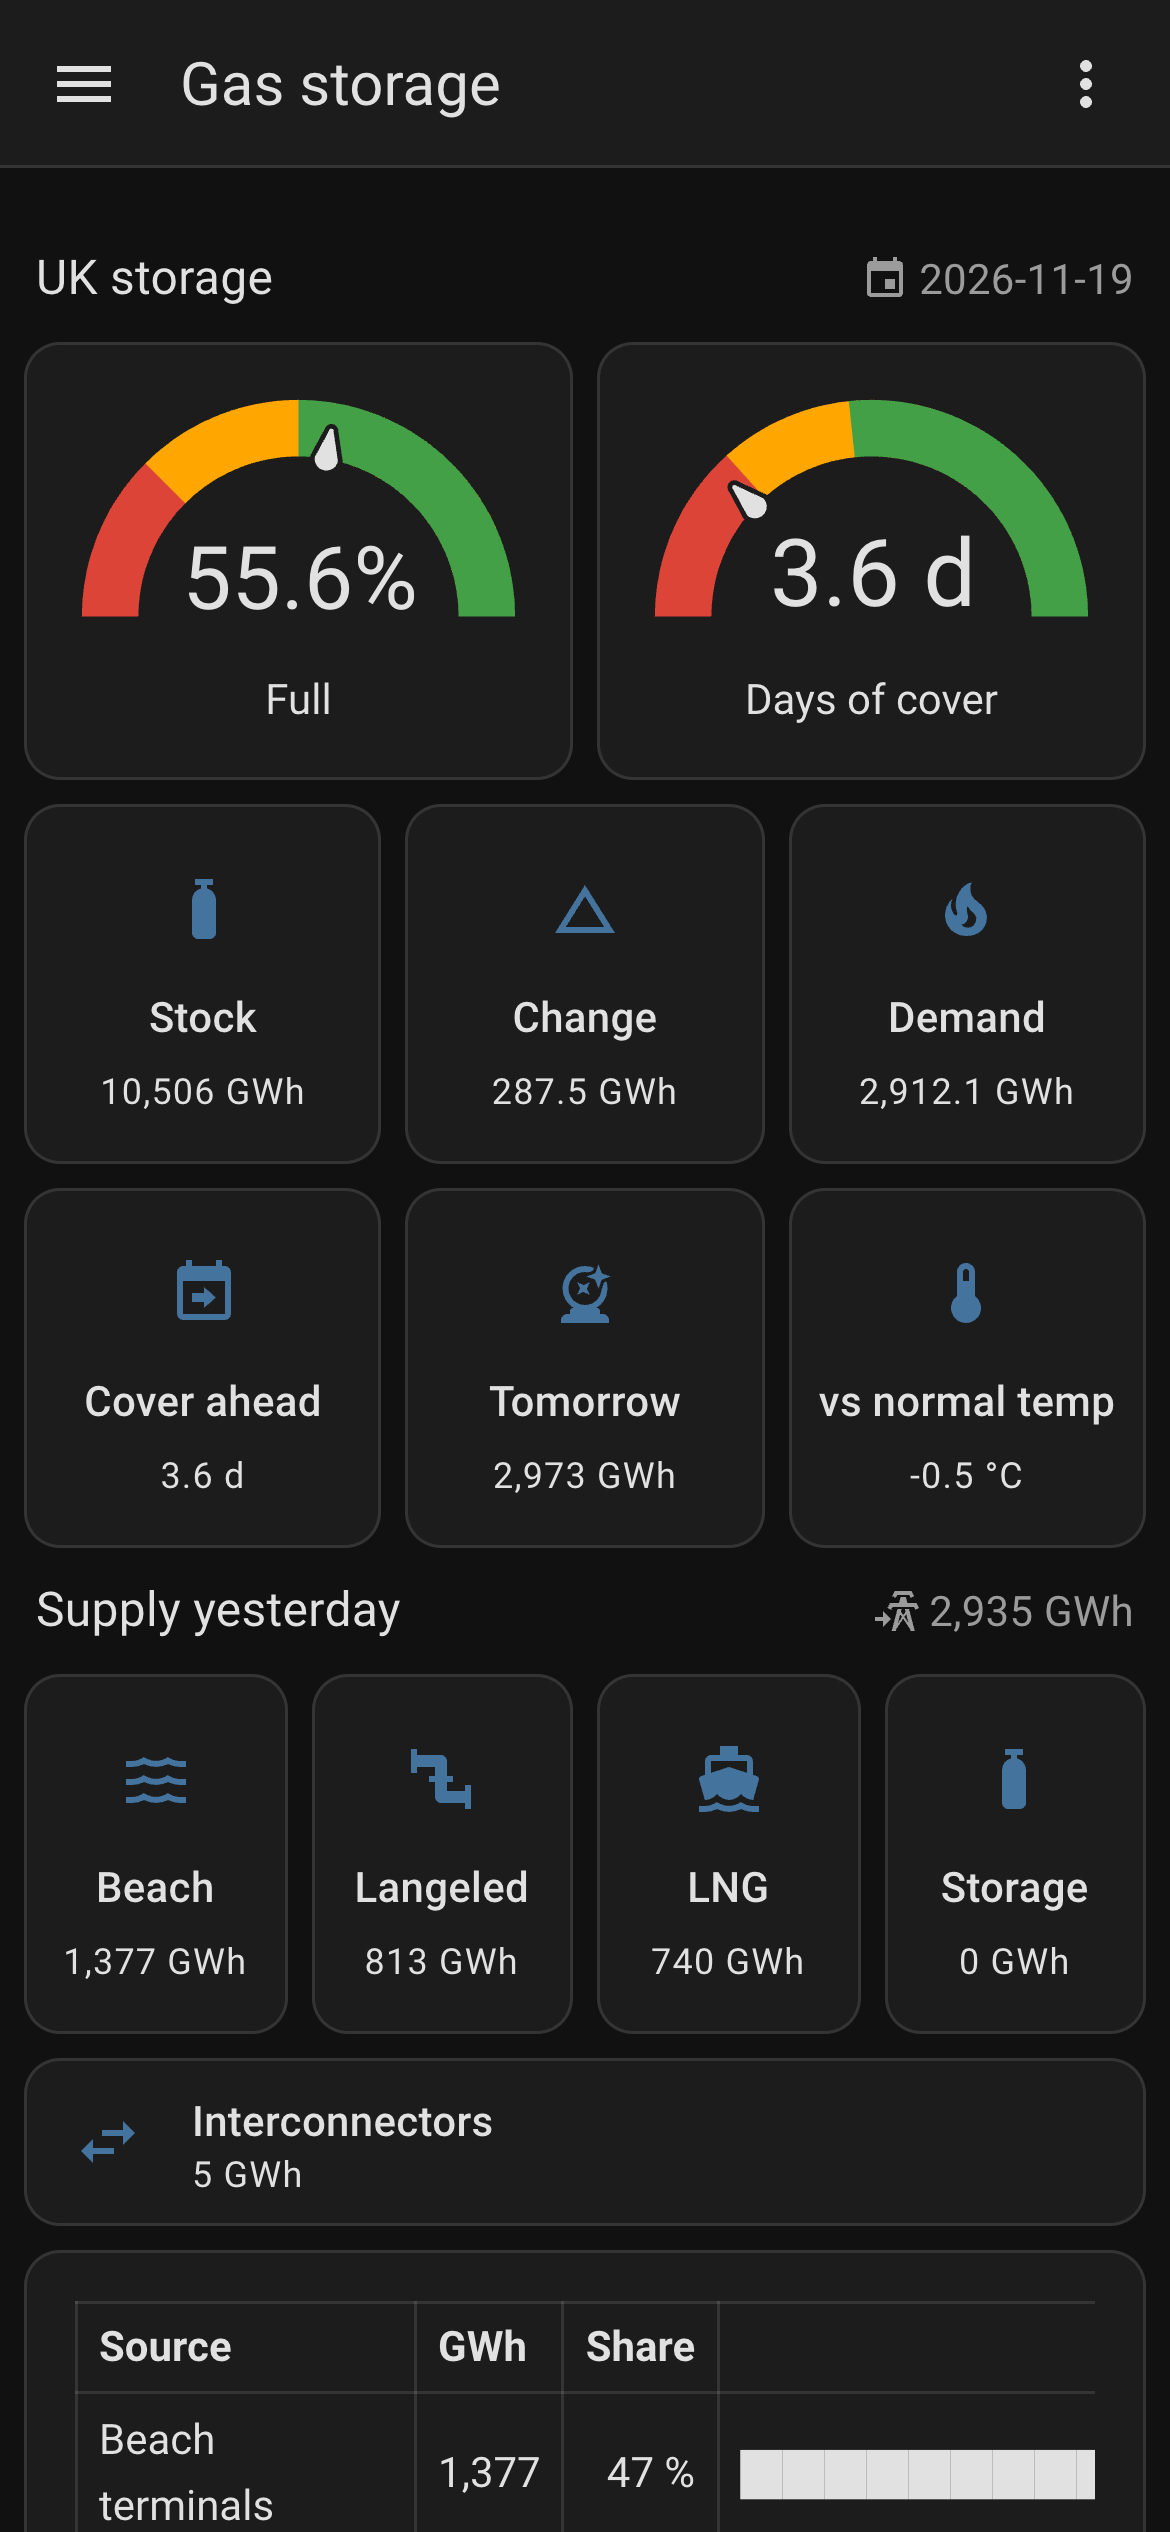 Gas storage
UK storage
2026-11-19
55.6%
Full
3.6 d
Days of cover
Stock
10,506 GWh
Change
287.5 GWh
Demand
2,912.1 GWh
Cover ahead
3.6 d
Tomorrow
2,973 GWh
vs normal temp
-0.5 °C
Supply yesterday
2,935 GWh
Beach
1,377 GWh
Langeled
813 GWh
LNG
740 GWh
Storage
0 GWh
Interconnectors
5 GWh
Source GWh Share
Beach
terminals
1,377 47 %